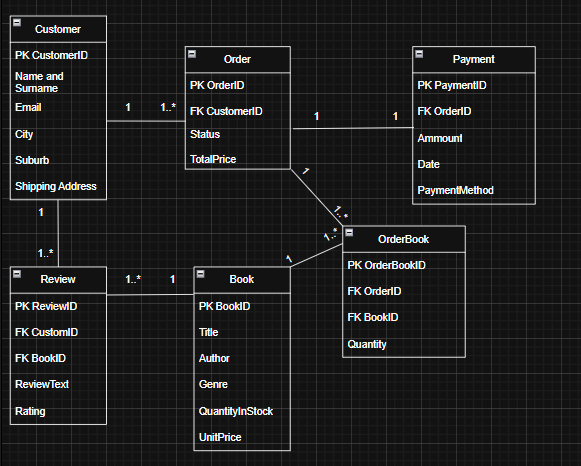 Customer
PK CustomerID
Name and
Surname
Email
City
Suburb
Shipping Address
1
1..*
Order
PK OrderID
FK CustomerID
Status
TotalPrice
1
1
Payment
PK PaymentID
FK OrderID
Ammount
Date
PaymentMethod
1
1..*
1
1..*
1
1..*
OrderBook
PK OrderBookID
FK OrderID
FK BookID
Quantity
Review
PK ReviewID
FK CustomID
FK BookID
ReviewText
Rating
1..*
1
Book
PK BookID
Title
Author
Genre
QuantityInStock
UnitPrice